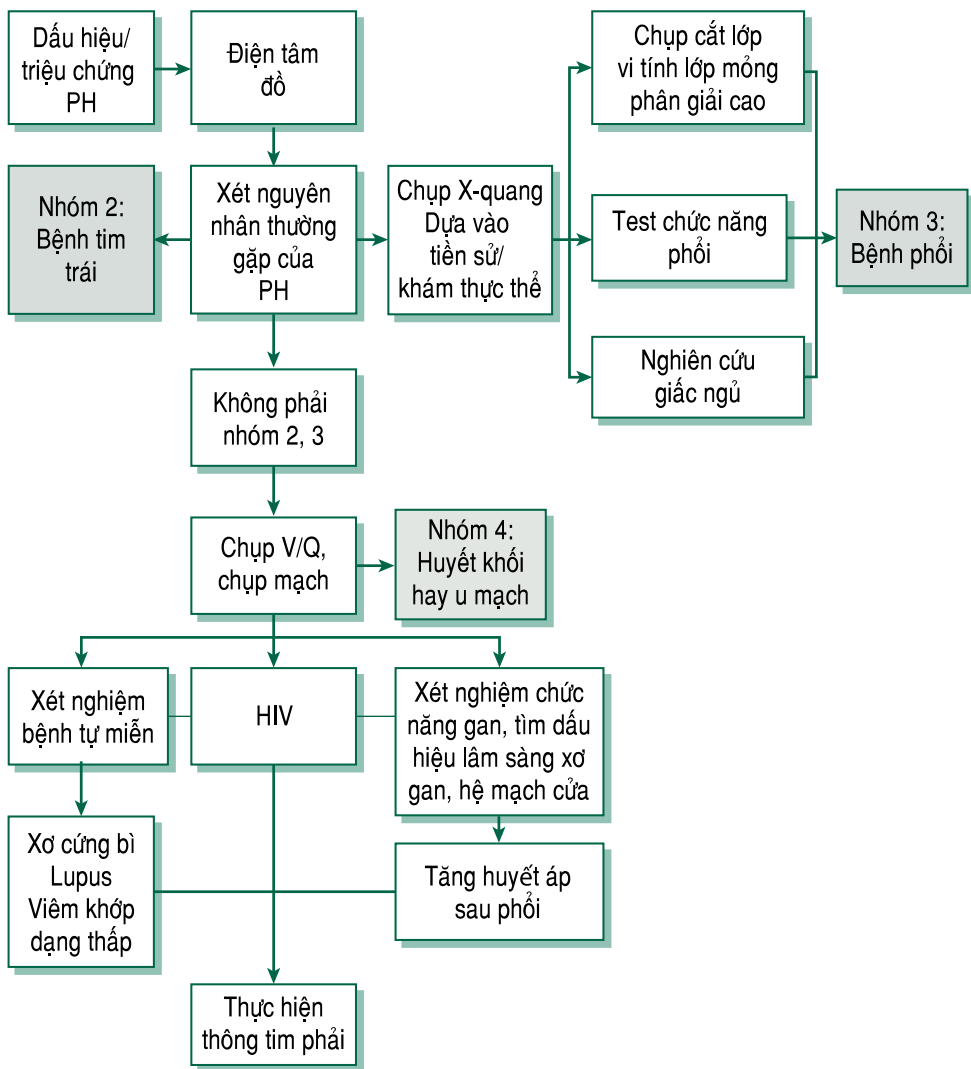 Dấu hiệu/
triệu chứng
PH
Điện tâm
đồ
Chụp cắt lớp
vi tính lớp mỏng
phân giải cao
Nhóm 2:
Bệnh tim
trái
Xét nguyên
nhân thường
gặp của
PH
Chụp X-quang
Dựa vào
tiền sử/
khám thực thể
Test chức năng
phổi
Nhóm 3:
Bệnh phổi
Nghiên cứu
giấc ngủ
Không phải
nhóm 2, 3
Chụp V/Q,
chụp mạch
Nhóm 4:
Huyết khối
hay u mạch
Xét nghiệm
bệnh tự miễn
HIV
Xét nghiệm chức
năng gan, tìm dấu
hiệu lâm sàng xơ
gan, hệ mạch cửa
Xơ cứng bì
Lupus
Viêm khớp
dạng thấp
Tăng huyết áp
sau phổi
Thực hiện
thông tim phải